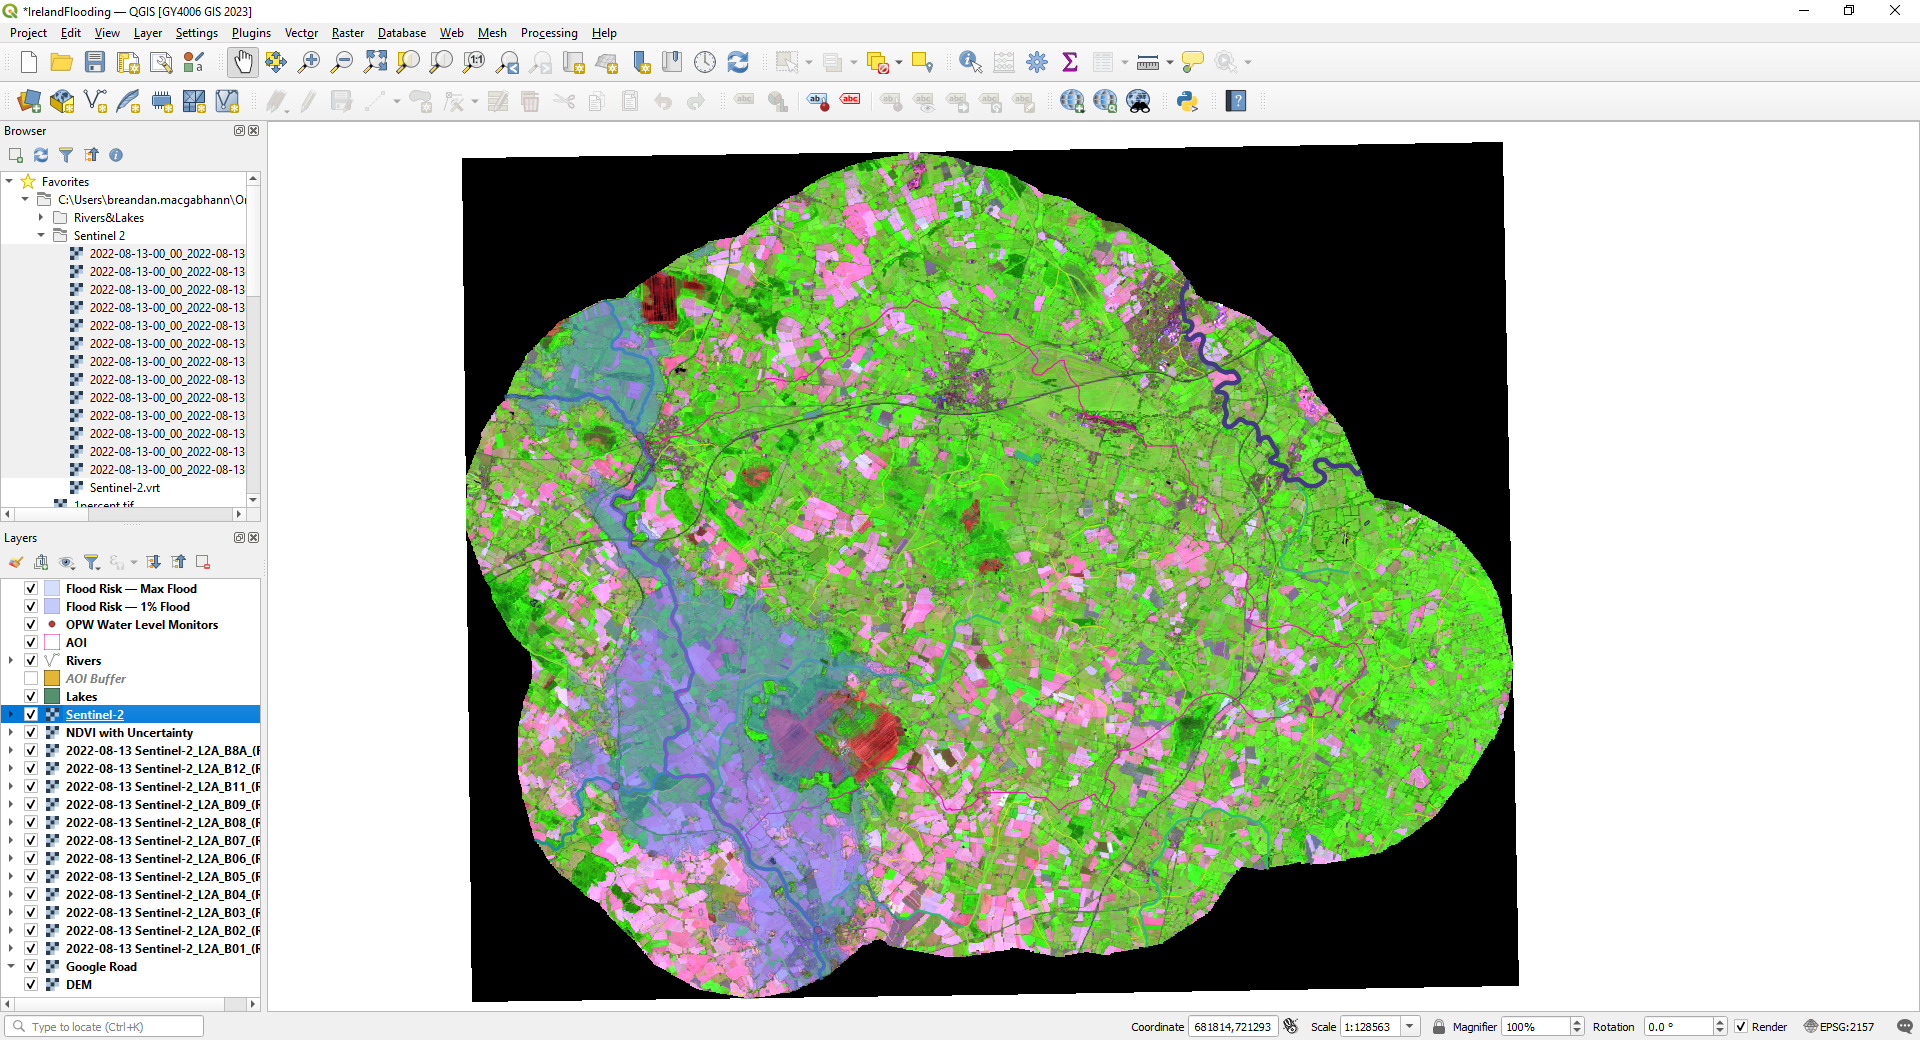 *IrelandFlooding — QGIS [GY4006 GIS 2023]
Project Edit View Layer Settings Plugins Vector Raster Database Web Mesh Processing Help
Browser
Favorites
C:\Users\breandan.macgabhann\Or
Rivers&Lakes
Sentinel 2
2022-08-13-00_00_2022-08-13
2022-08-13-00_00_2022-08-13
2022-08-13-00_00_2022-08-13
2022-08-13-00_00_2022-08-13
2022-08-13-00_00_2022-08-13
2022-08-13-00_00_2022-08-13
2022-08-13-00_00_2022-08-13
2022-08-13-00_00_2022-08-13
2022-08-13-00_00_2022-08-13
2022-08-13-00_00_2022-08-13
2022-08-13-00_00_2022-08-13
2022-08-13-00_00_2022-08-13
2022-08-13-00_00_2022-08-13
Sentinel-2.vrt
1percent.tif
Layers
Flood Risk — Max Flood
Flood Risk — 1% Flood
OPW Water Level Monitors
AOI
Rivers
AOI Buffer
Lakes
Sentinel-2
NDVI with Uncertainty
2022-08-13 Sentinel-2_L2A_B8A_(F
2022-08-13 Sentinel-2_L2A_B12_(F
2022-08-13 Sentinel-2_L2A_B11_(F
2022-08-13 Sentinel-2_L2A_B09_(F
2022-08-13 Sentinel-2_L2A_B08_(F
2022-08-13 Sentinel-2_L2A_B07_(F
2022-08-13 Sentinel-2_L2A_B06_(F
2022-08-13 Sentinel-2_L2A_B05_(F
2022-08-13 Sentinel-2_L2A_B04_(F
2022-08-13 Sentinel-2_L2A_B03_(F
2022-08-13 Sentinel-2_L2A_B02_(F
2022-08-13 Sentinel-2_L2A_B01_(F
Google Road
DEM
Type to locate (Ctrl+K) Coordinate 681814,721293 Scale 1:128563 Magnifier 100% Rotation 0.0 ° Render EPSG:2157